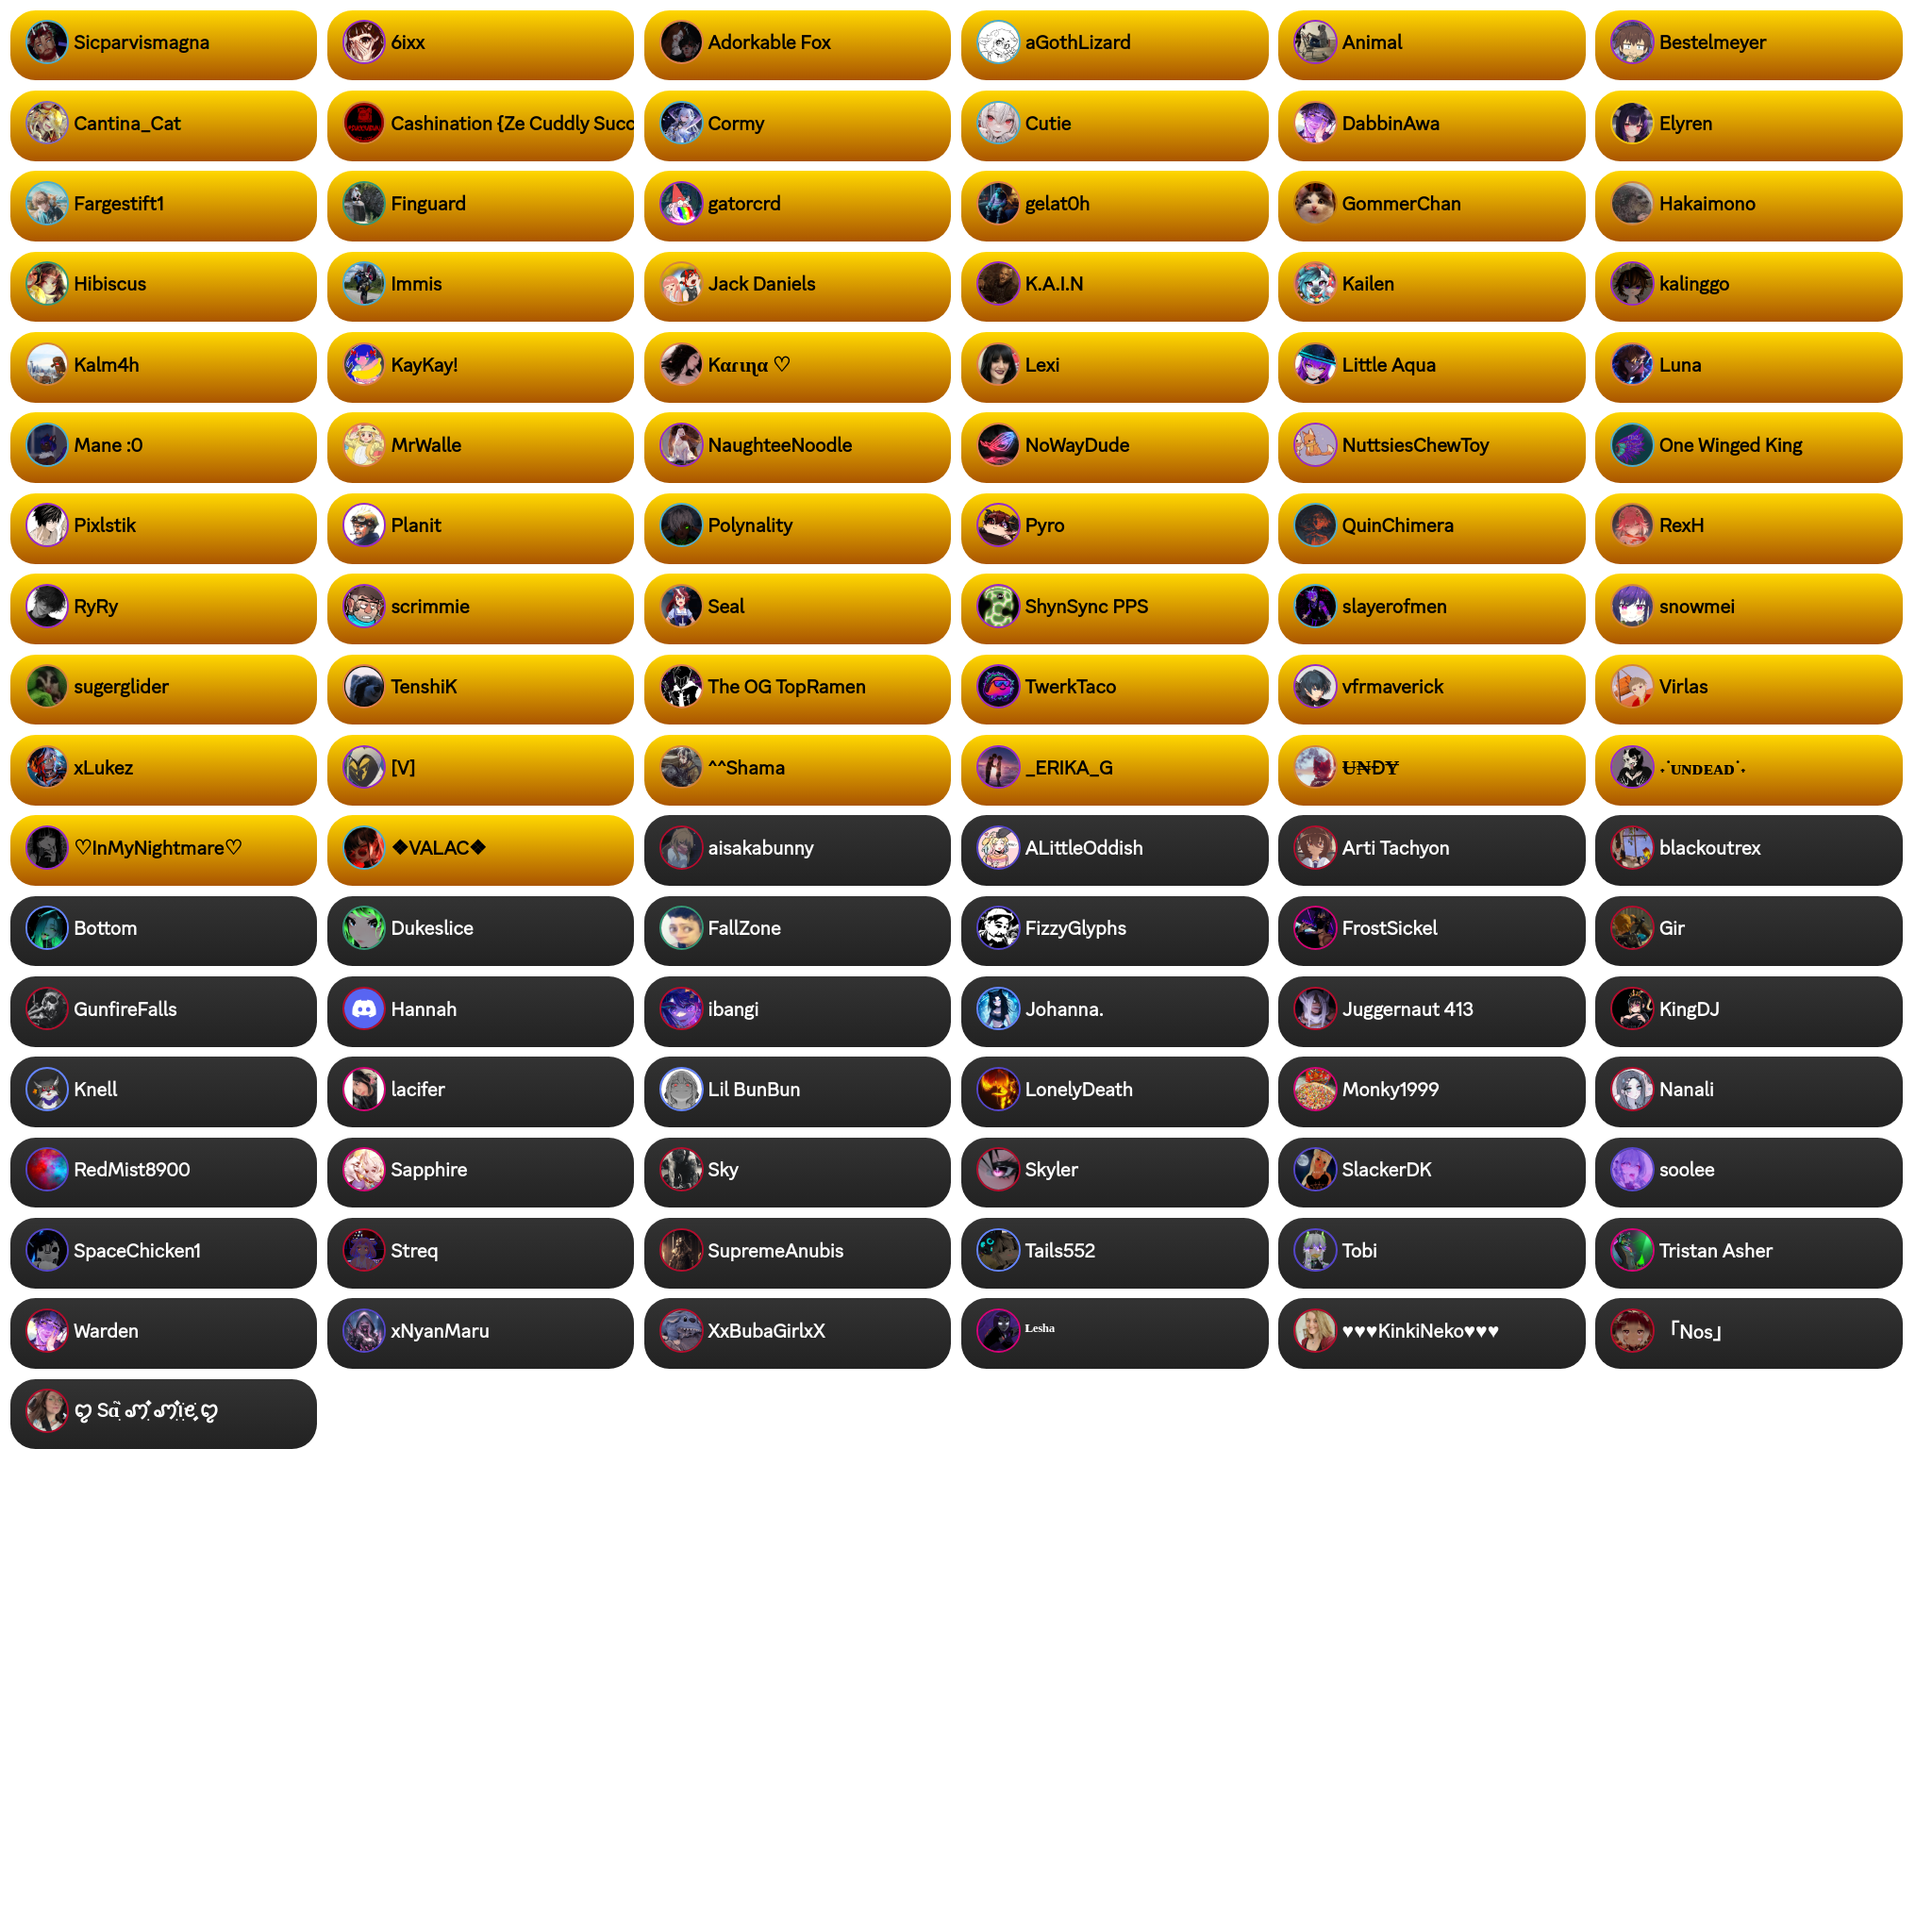 Sicparvismagna 6ixx Adorkable Fox aGothLizard Animal Bestelmeyer
Cantina_Cat Cashination {Ze Cuddly Succ Cormy Cutie DabbinAwa Elyren
Fargestift1 Finguard gatorcrd gelat0h GommerChan Hakaimono
Hibiscus Immis Jack Daniels K.A.I.N Kailen kalinggo
Kalm4h KayKay! Kαɾιɳα ♡ Lexi Little Aqua Luna
Mane :0 MrWalle NaughteeNoodle NoWayDude NuttsiesChewToy One Winged King
Pixlstik Planit Polynality Pyro QuinChimera RexH
RyRy scrimmie Seal ShynSync PPS slayerofmen snowmei
sugerglider TenshiK The OG TopRamen TwerkTaco vfrmaverick Virlas
xLukez [V] ^^Shama _ERIKA_G U̶N̶ĐY̶ ˖˙ᴜɴᴅᴇᴀᴅ˙˖
♡InMyNightmare♡ ❖VALAC❖ aisakabunny ALittleOddish Arti Tachyon blackoutrex
Bottom Dukeslice FallZone FizzyGlyphs FrostSickel Gir
GunfireFalls Hannah ibangi Johanna. Juggernaut 413 KingDJ
Knell lacifer Lil BunBun LonelyDeath Monky1999 Nanali
RedMist8900 Sapphire Sky Skyler SlackerDK soolee
SpaceChicken1 Streq SupremeAnubis Tails552 Tobi Tristan Asher
Warden xNyanMaru XxBubaGirlxX ᴸᵉˢʰᵃ ♥♥♥KinkiNeko♥♥♥ 「Nos」